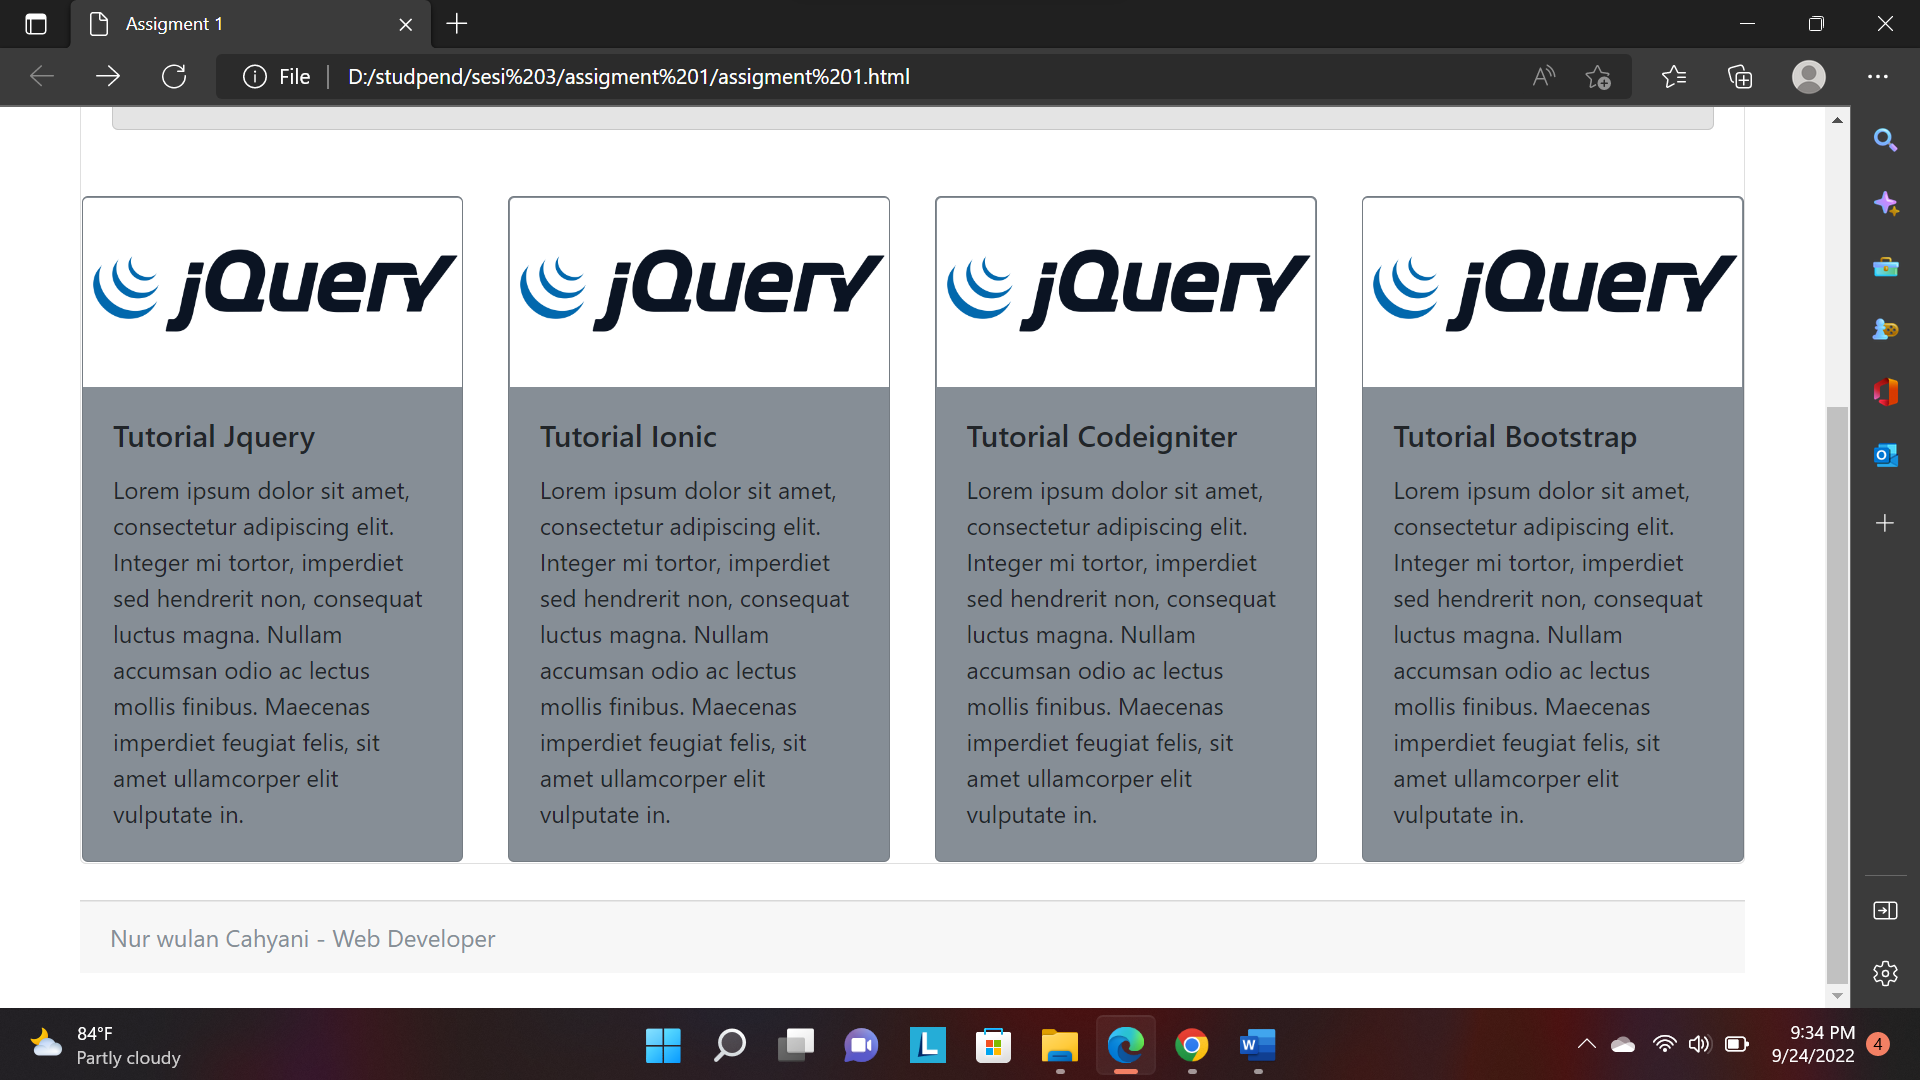 Assigment 1
File
D:/studpend/sesi%203/assigment%201/assigment%201.html
jQuery
jQuery
jQuery
jQuery
Tutorial Jquery
Lorem ipsum dolor sit amet,
consectetur adipiscing elit.
Integer mi tortor, imperdiet
sed hendrerit non, consequat
luctus magna. Nullam
accumsan odio ac lectus
mollis finibus. Maecenas
imperdiet feugiat felis, sit
amet ullamcorper elit
vulputate in.
Tutorial Ionic
Lorem ipsum dolor sit amet,
consectetur adipiscing elit.
Integer mi tortor, imperdiet
sed hendrerit non, consequat
luctus magna. Nullam
accumsan odio ac lectus
mollis finibus. Maecenas
imperdiet feugiat felis, sit
amet ullamcorper elit
vulputate in.
Tutorial Codeigniter
Lorem ipsum dolor sit amet,
consectetur adipiscing elit.
Integer mi tortor, imperdiet
sed hendrerit non, consequat
luctus magna. Nullam
accumsan odio ac lectus
mollis finibus. Maecenas
imperdiet feugiat felis, sit
amet ullamcorper elit
vulputate in.
Tutorial Bootstrap
Lorem ipsum dolor sit amet,
consectetur adipiscing elit.
Integer mi tortor, imperdiet
sed hendrerit non, consequat
luctus magna. Nullam
accumsan odio ac lectus
mollis finibus. Maecenas
imperdiet feugiat felis, sit
amet ullamcorper elit
vulputate in.
Nur wulan Cahyani - Web Developer
84°F
Partly cloudy
L
W
9:34 PM
9/24/2022
4